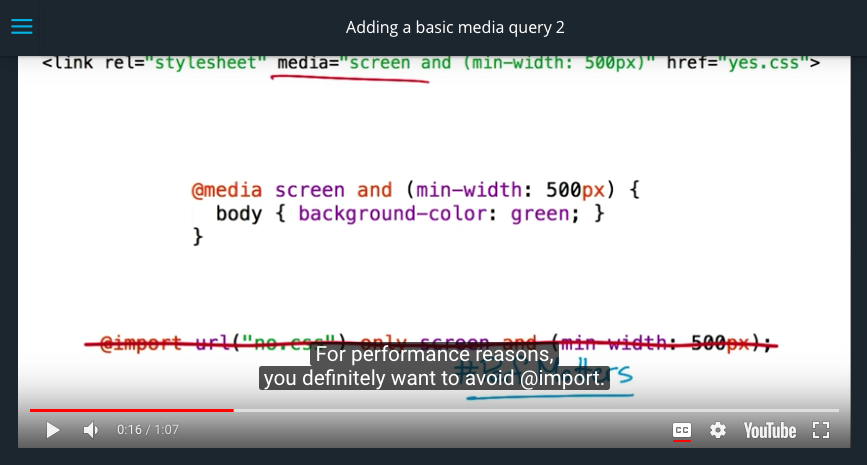 Adding a basic media query 2
<link rel="stylesheet" media="screen and (min-width: 500px)" href="yes.css">
@media screen and (min-width: 500px) {
body { background-color: green; }
}
@import url("no.css") only screen and (min-width: 500px);
For performance reasons,
you definitely want to avoid @import.
0:16 / 1:07
CC
YouTube